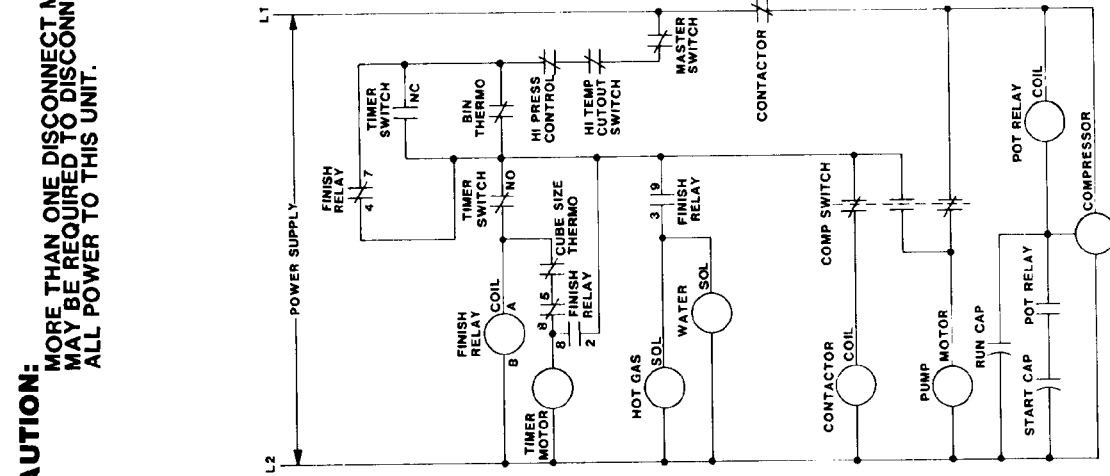 AUTION:
MORE THAN ONE DISCONNECT M
MAY BE REQUIRED TO DISCONN
ALL POWER TO THIS UNIT.
L1
L2
POWER SUPPLY
FINISH
RELAY
4 7
TIMER
SWITCH
NC
BIN
THERMO
HI PRESS
CONTROL
HI TEMP
CUTOUT
SWITCH
MASTER
SWITCH
CONTACTOR
TIMER
SWITCH
NO
FINISH
RELAY
COIL
B A
CUBE SIZE
THERMO
8 5
FINISH
RELAY
8 2
TIMER
MOTOR
3 9
FINISH
RELAY
HOT GAS
SOL
WATER
SOL
COMP SWITCH
CONTACTOR
COIL
PUMP
MOTOR
RUN CAP
START CAP
POT RELAY
POT RELAY
COIL
COMPRESSOR